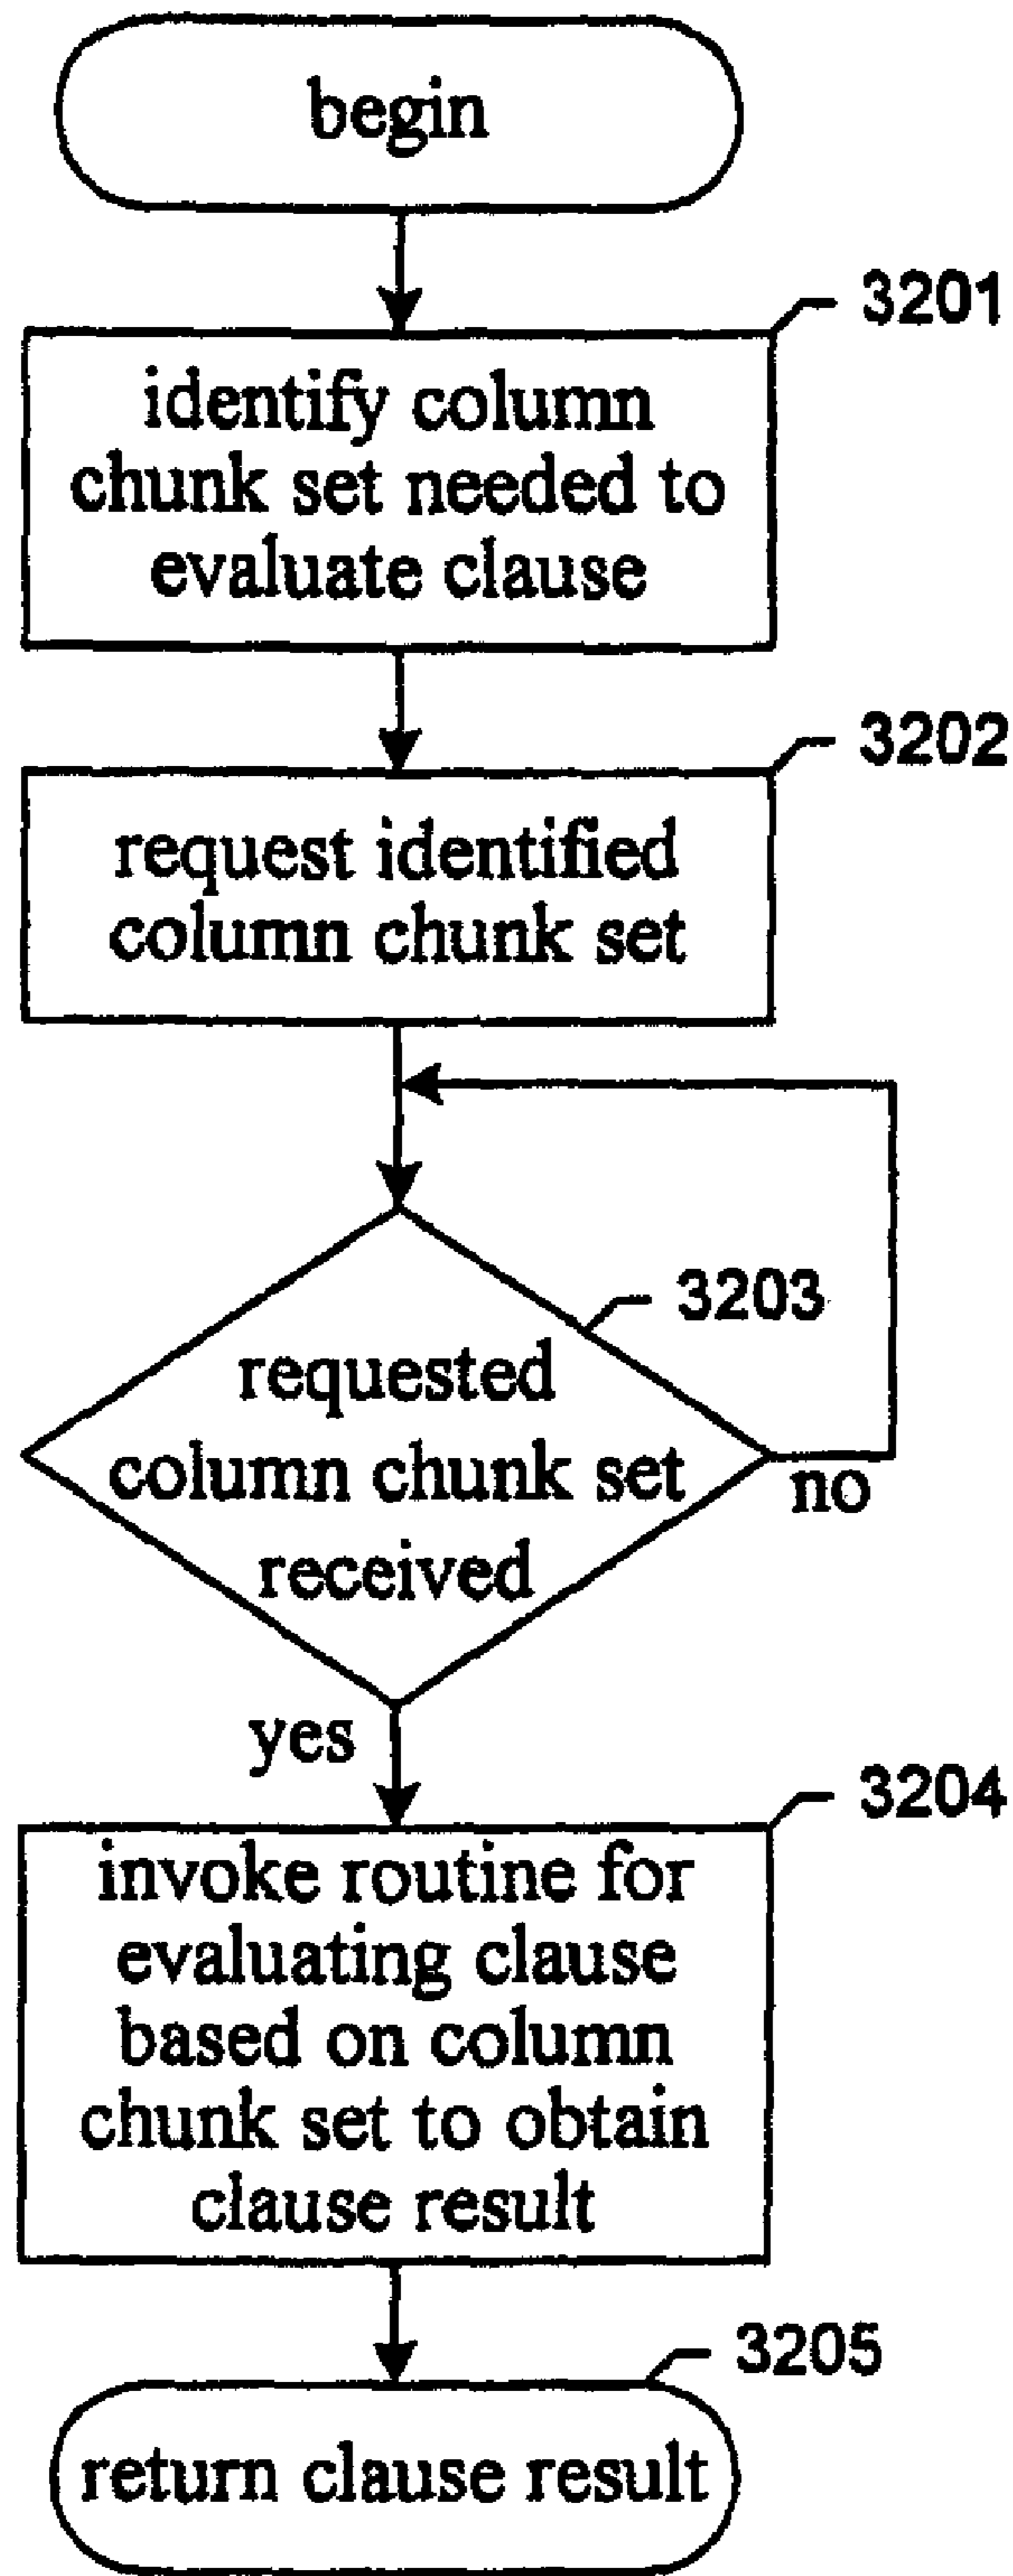 begin
3201
identify column
chunk set needed to
evaluate clause
3202
request identified
column chunk set
3203
requested
column chunk set
received
no
yes
3204
invoke routine for
evaluating clause
based on column
chunk set to obtain
clause result
3205
return clause result